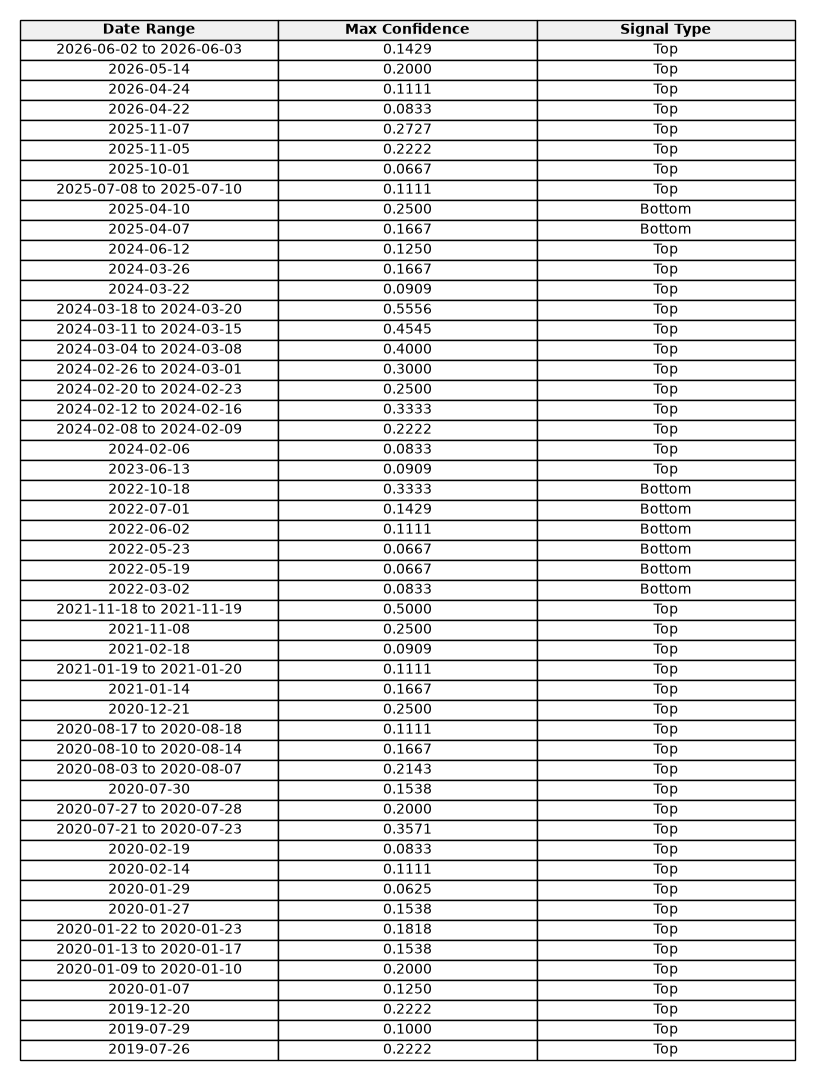 Date Range Max Confidence Signal Type
2026-06-02 to 2026-06-03 0.1429 Top
2026-05-14 0.2000 Top
2026-04-24 0.1111 Top
2026-04-22 0.0833 Top
2025-11-07 0.2727 Top
2025-11-05 0.2222 Top
2025-10-01 0.0667 Top
2025-07-08 to 2025-07-10 0.1111 Top
2025-04-10 0.2500 Bottom
2025-04-07 0.1667 Bottom
2024-06-12 0.1250 Top
2024-03-26 0.1667 Top
2024-03-22 0.0909 Top
2024-03-18 to 2024-03-20 0.5556 Top
2024-03-11 to 2024-03-15 0.4545 Top
2024-03-04 to 2024-03-08 0.4000 Top
2024-02-26 to 2024-03-01 0.3000 Top
2024-02-20 to 2024-02-23 0.2500 Top
2024-02-12 to 2024-02-16 0.3333 Top
2024-02-08 to 2024-02-09 0.2222 Top
2024-02-06 0.0833 Top
2023-06-13 0.0909 Top
2022-10-18 0.3333 Bottom
2022-07-01 0.1429 Bottom
2022-06-02 0.1111 Bottom
2022-05-23 0.0667 Bottom
2022-05-19 0.0667 Bottom
2022-03-02 0.0833 Bottom
2021-11-18 to 2021-11-19 0.5000 Top
2021-11-08 0.2500 Top
2021-02-18 0.0909 Top
2021-01-19 to 2021-01-20 0.1111 Top
2021-01-14 0.1667 Top
2020-12-21 0.2500 Top
2020-08-17 to 2020-08-18 0.1111 Top
2020-08-10 to 2020-08-14 0.1667 Top
2020-08-03 to 2020-08-07 0.2143 Top
2020-07-30 0.1538 Top
2020-07-27 to 2020-07-28 0.2000 Top
2020-07-21 to 2020-07-23 0.3571 Top
2020-02-19 0.0833 Top
2020-02-14 0.1111 Top
2020-01-29 0.0625 Top
2020-01-27 0.1538 Top
2020-01-22 to 2020-01-23 0.1818 Top
2020-01-13 to 2020-01-17 0.1538 Top
2020-01-09 to 2020-01-10 0.2000 Top
2020-01-07 0.1250 Top
2019-12-20 0.2222 Top
2019-07-29 0.1000 Top
2019-07-26 0.2222 Top